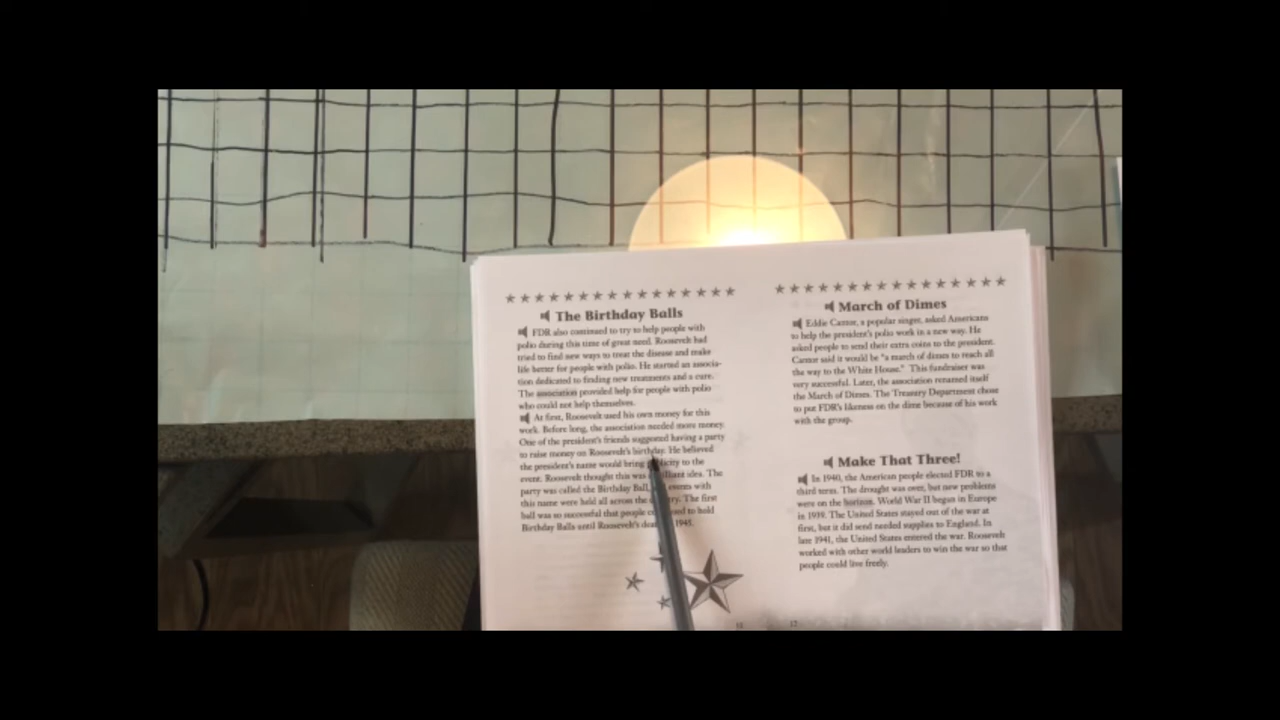 The Birthday Balls
FDR also continued to try to help people with
polio during this time of great need. Roosevelt had
tried to find new ways to treat the disease and make
life better for people with polio. He started an associa-
tion dedicated to finding new treatments and a cure.
The association provided help for people with polio
who could not help themselves.
At first, Roosevelt used his own money for this
work. Before long, the association needed more money.
One of the president's friends suggested having a party
to raise money on Roosevelt's birthday. He believed
the president's name would bring to the
event. Roosevelt thought this was idea. The
party was called the Birthday Ball, events with
this name were held all across the The first
ball was so successful that people to hold
Birthday Balls until Roosevelt's 1945.
March of Dimes
Eddie Cantor, a popular singer, asked Americans
to help the president's polio work in a new way. He
asked people to send their extra coins to the president.
Cantor said it would be "a march of dimes to reach all
the way to the White House." This fundraiser was
very successful. Later, the association renamed itself
the March of Dimes. The Treasury Department chose
to put FDR's likeness on the dime because of his work
with the group.
Make That Three!
In 1940, the American people elected FDR to a
third term. The drought was over, but new problems
were on the horizon. World War II began in Europe
in 1939. The United States stayed out of the war at
first, but it did send needed supplies to England. In
late 1941, the United States entered the war. Roosevelt
worked with other world leaders to win the war so that
people could live freely.